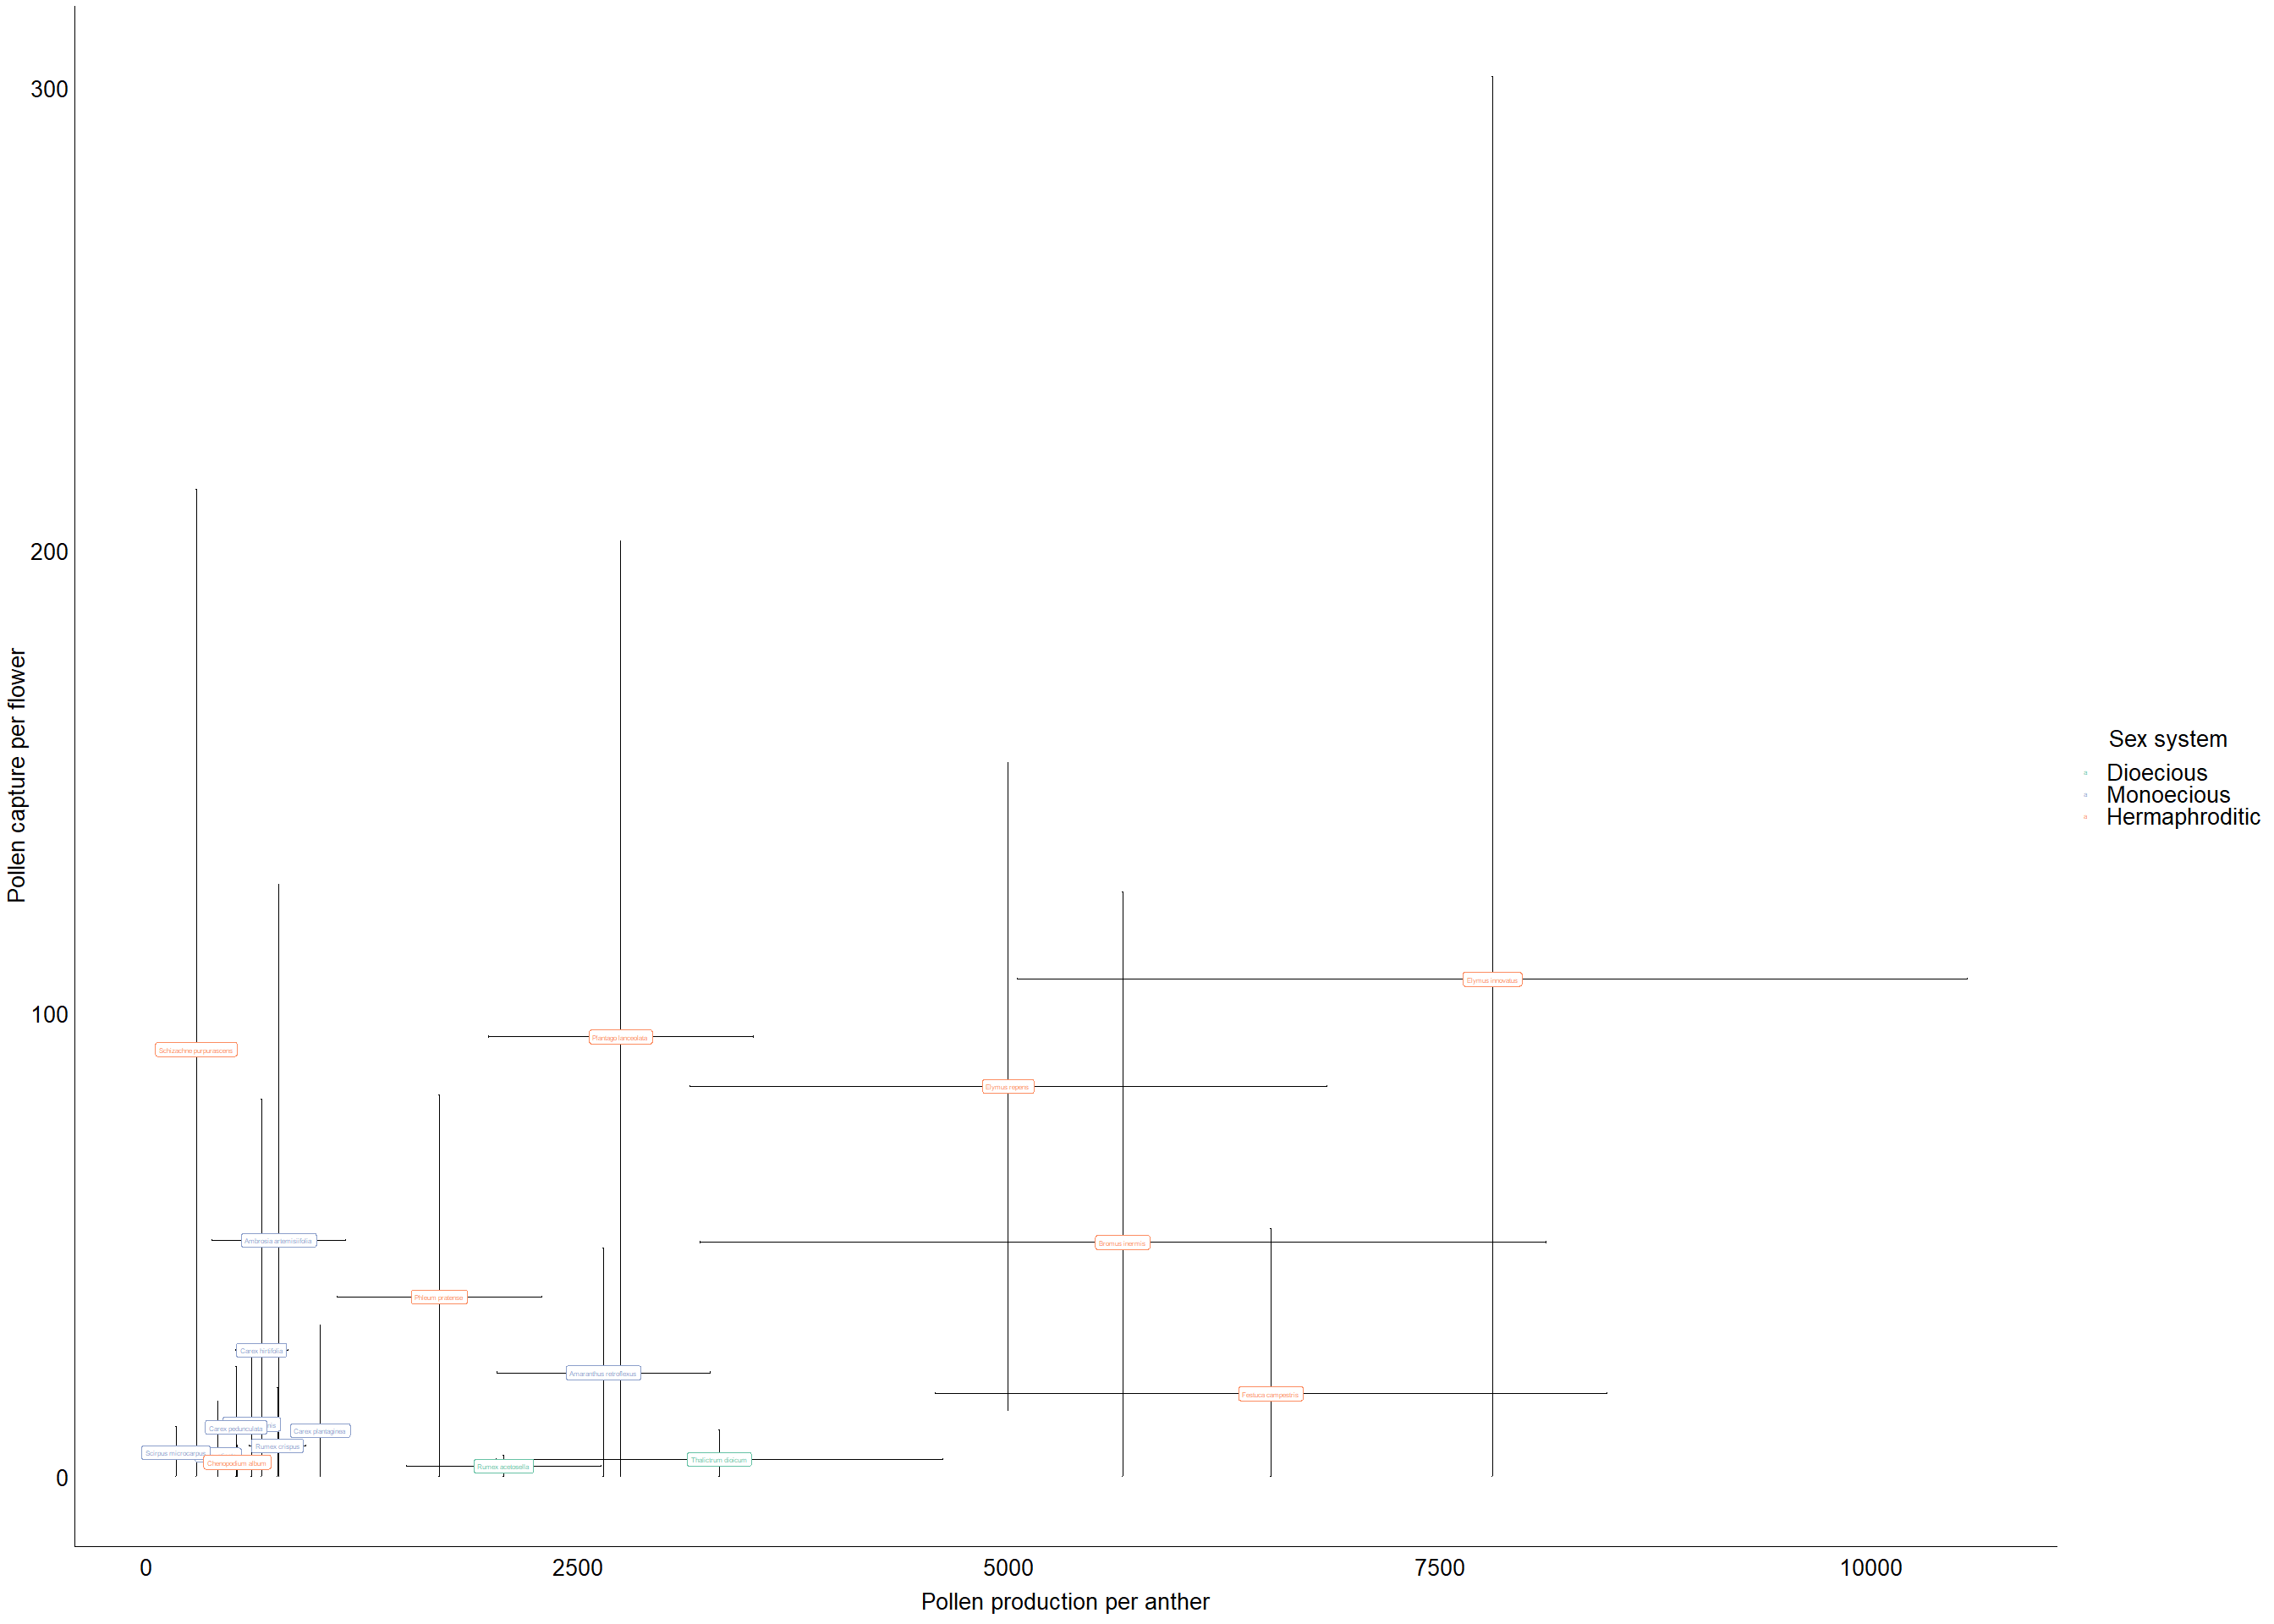 300
200
100
0
Pollen capture per flower
0
2500
5000
7500
10000
Pollen production per anther
Sex system
Dioecious
Monoecious
Hermaphroditic
Elymus innovatus
Plantago lanceolata
Schizachne purpurascens
Elymus repens
Ambrosia artemisiifolia
Bromus inermis
Phleum pratense
Carex hirtifolia
Amaranthus retroflexus
Festuca campestris
Carex pedunculata
Carex plantaginea
Rumex crispus
Scirpus microcarpus
Thalictrum dioicum
Chenopodium album
Rumex acetosella